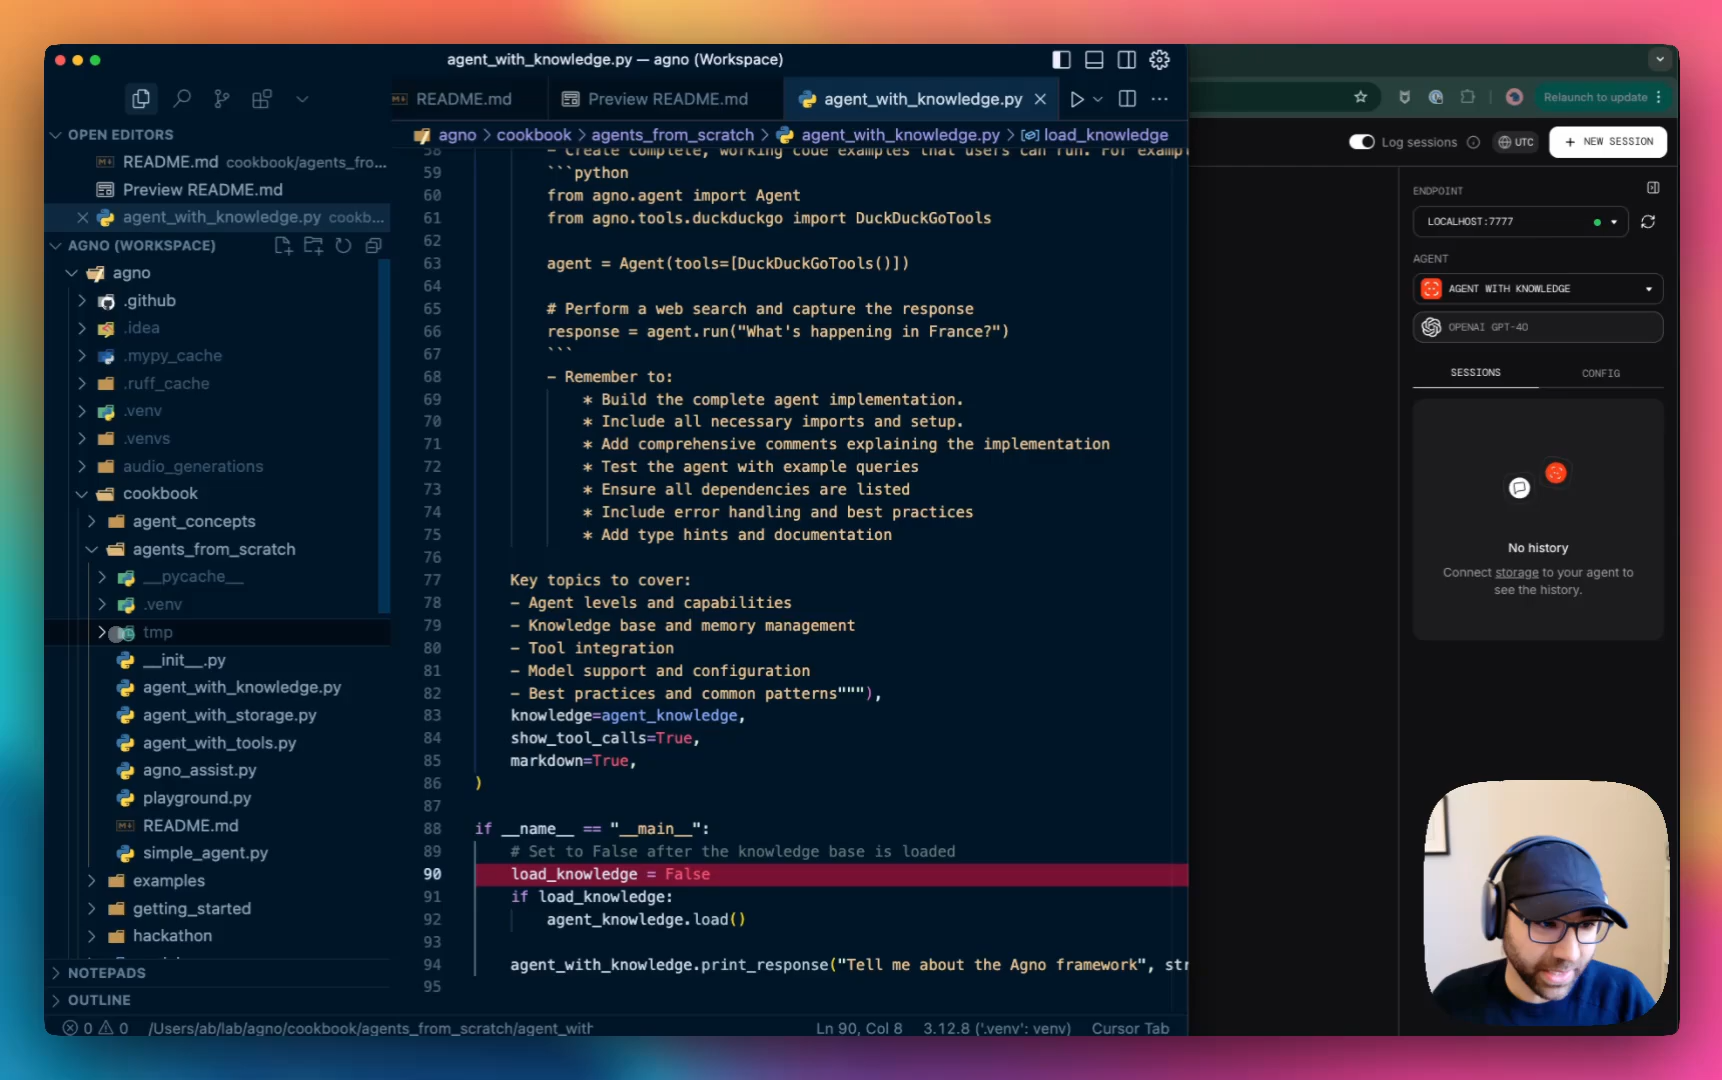 agent_with_knowledge.py — agno (Workspace)
README.md
Preview README.md
agent_with_knowledge.py
agno > cookbook > agents_from_scratch > agent_with_knowledge.py > load_knowledge
OPEN EDITORS
README.md cookbook/agents_fro...
Preview README.md
agent_with_knowledge.py cookb...
AGNO (WORKSPACE)
agno
.github
.idea
.mypy_cache
.ruff_cache
.venv
.venvs
audio_generations
cookbook
agent_concepts
agents_from_scratch
__pycache__
.venv
tmp
__init__.py
agent_with_knowledge.py
agent_with_storage.py
agent_with_tools.py
agno_assist.py
playground.py
README.md
simple_agent.py
examples
getting_started
hackathon
NOTEPADS
OUTLINE
58 - Create complete, working code examples that users can run. For exampl
59 ```python
60 from agno.agent import Agent
61 from agno.tools.duckduckgo import DuckDuckGoTools
62
63 agent = Agent(tools=[DuckDuckGoTools()])
64
65 # Perform a web search and capture the response
66 response = agent.run("What's happening in France?")
67 ```
68 - Remember to:
69 * Build the complete agent implementation.
70 * Include all necessary imports and setup.
71 * Add comprehensive comments explaining the implementation
72 * Test the agent with example queries
73 * Ensure all dependencies are listed
74 * Include error handling and best practices
75 * Add type hints and documentation
76
77 Key topics to cover:
78 - Agent levels and capabilities
79 - Knowledge base and memory management
80 - Tool integration
81 - Model support and configuration
82 - Best practices and common patterns"""),
83 knowledge=agent_knowledge,
84 show_tool_calls=True,
85 markdown=True,
86 )
87
88 if __name__ == "__main__":
89 # Set to False after the knowledge base is loaded
90 load_knowledge = False
91 if load_knowledge:
92 agent_knowledge.load()
93
94 agent_with_knowledge.print_response("Tell me about the Agno framework", str
95
0 0 /Users/ab/lab/agno/cookbook/agents_from_scratch/agent_with
Ln 90, Col 8
3.12.8 ('.venv': venv)
Cursor Tab
Relaunch to update
Log sessions
UTC
+ NEW SESSION
ENDPOINT
LOCALHOST:7777
AGENT
AGENT WITH KNOWLEDGE
OPENAI GPT-4O
SESSIONS
CONFIG
No history
Connect storage to your agent to
see the history.